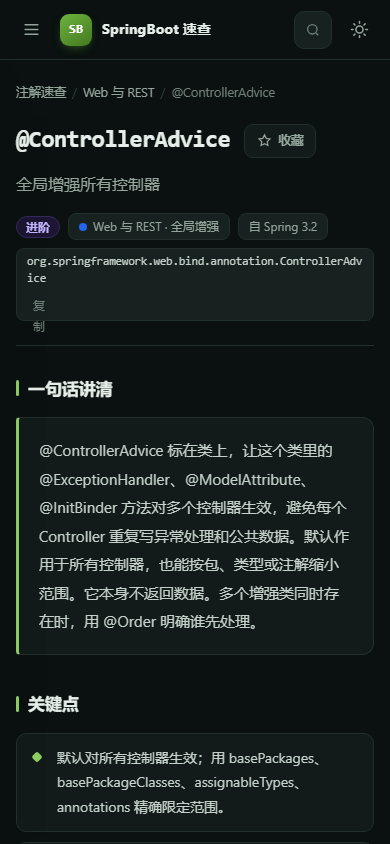 SB SpringBoot 速查
注解速查 / Web 与 REST / @ControllerAdvice
@ControllerAdvice 收藏
全局增强所有控制器
进阶 Web 与 REST · 全局增强 自 Spring 3.2
org.springframework.web.bind.annotation.ControllerAdv
ice
复
制
一句话讲清
@ControllerAdvice 标在类上，让这个类里的
@ExceptionHandler、@ModelAttribute、
@InitBinder 方法对多个控制器生效，避免每个
Controller 重复写异常处理和公共数据。默认作
用于所有控制器，也能按包、类型或注解缩小
范围。它本身不返回数据。多个增强类同时存
在时，用 @Order 明确谁先处理。
关键点
默认对所有控制器生效；用 basePackages、
basePackageClasses、assignableTypes、
annotations 精确限定范围。